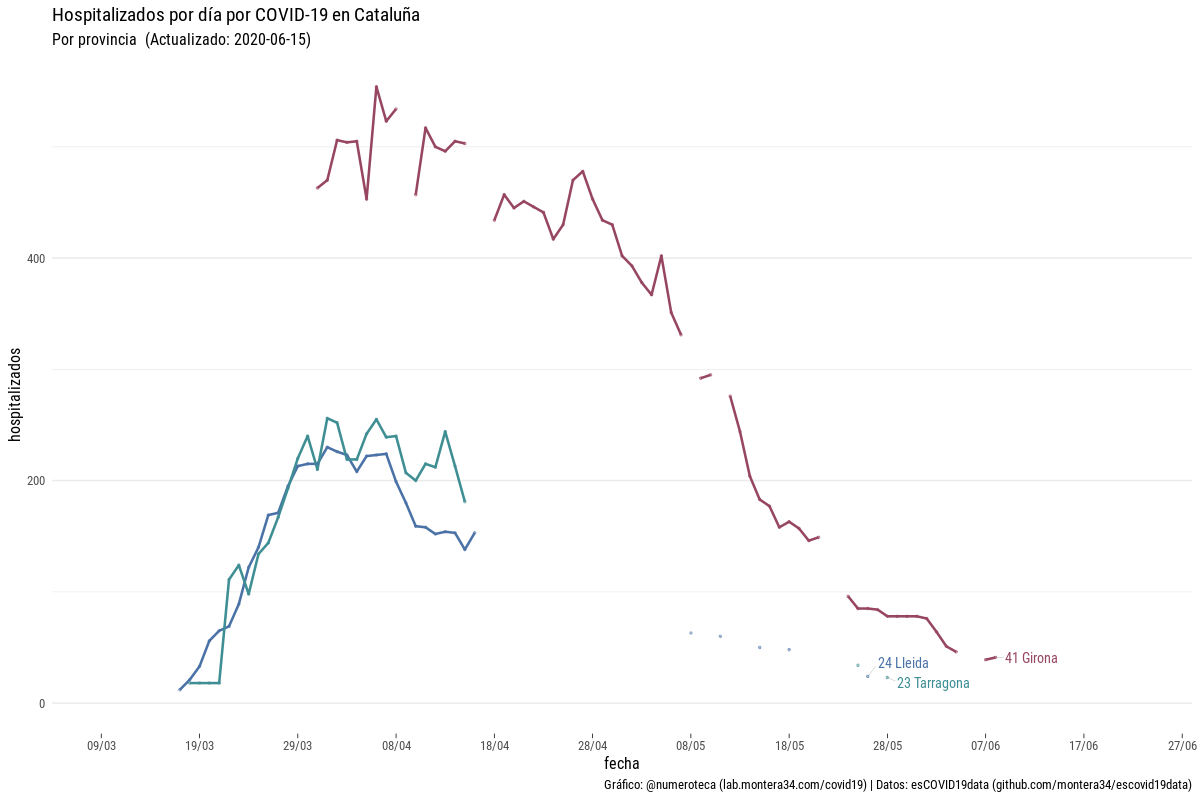 Hospitalizados por día por COVID-19 en Cataluña
Por provincia  (Actualizado: 2020-06-15)
hospitalizados
400
200
0
41 Girona
24 Lleida
23 Tarragona
09/03 19/03 29/03 08/04 18/04 28/04 08/05 18/05 28/05 07/06 17/06 27/06
fecha
Gráfico: @numeroteca (lab.montera34.com/covid19) | Datos: esCOVID19data (github.com/montera34/escovid19data)